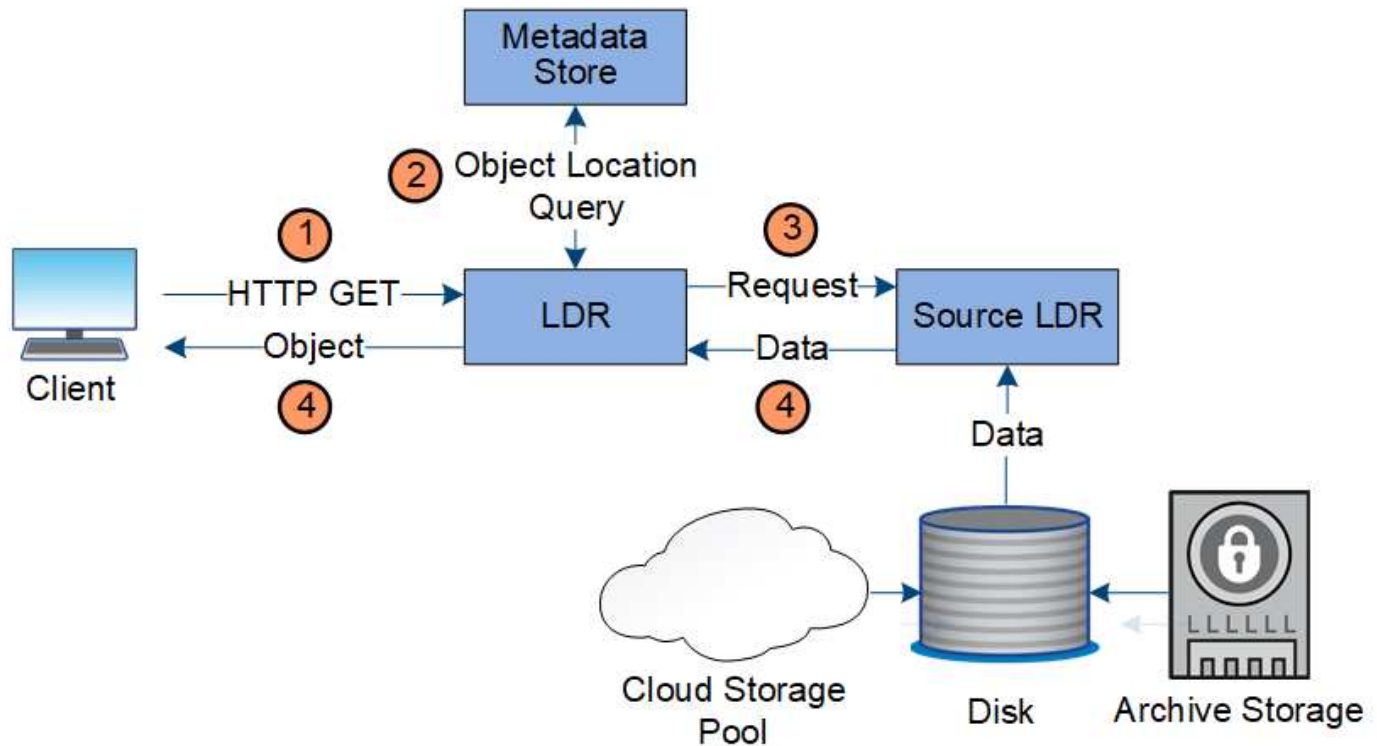 Metadata
Store
2
Object Location
Query
1
3
HTTP GET
Request
LDR
Source LDR
Object
Data
Client
4
4
Data
L L L L L L
Cloud Storage
Pool
Disk
Archive Storage